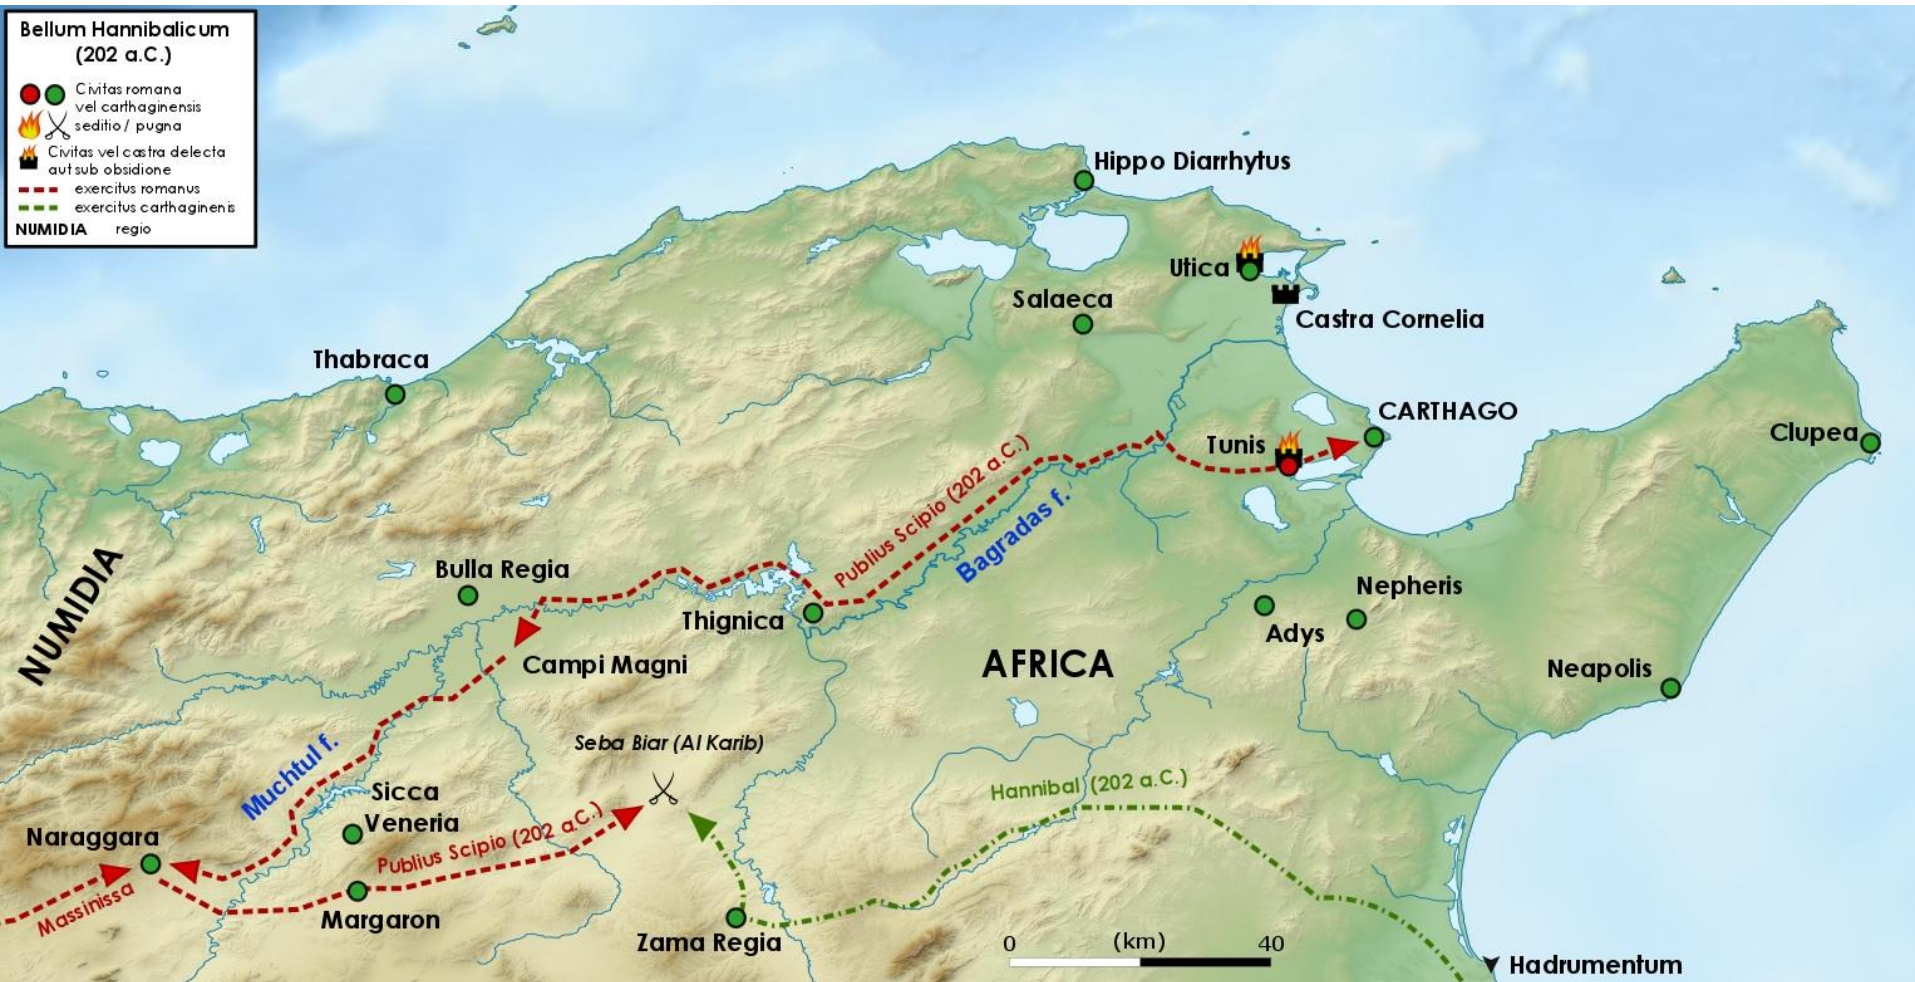 Bellum Hannibalicum
(202 a.C.)
Civitas romana
vel carthaginensis
seditio / pugna
Civitas vel castra delecta
aut sub obsidione
exercitus romanus
exercitus carthaginenis
NUMIDIA regio
Hippo Diarrhytus
Utica
Salaeca
Castra Cornelia
Thabraca
CARTHAGO
Tunis
Clupea
Publius Scipio (202 a.C.)
Bagradas f.
NUMIDIA
Bulla Regia
Nepheris
Thignica
Adys
Campi Magni
AFRICA
Neapolis
Seba Biar (Al Karib)
Muchtul f.
Hannibal (202 a.C.)
Sicca
Veneria
Naraggara
Publius Scipio (202 a.C.)
Massinissa
Margaron
Zama Regia
0 (km) 40
Hadrumentum